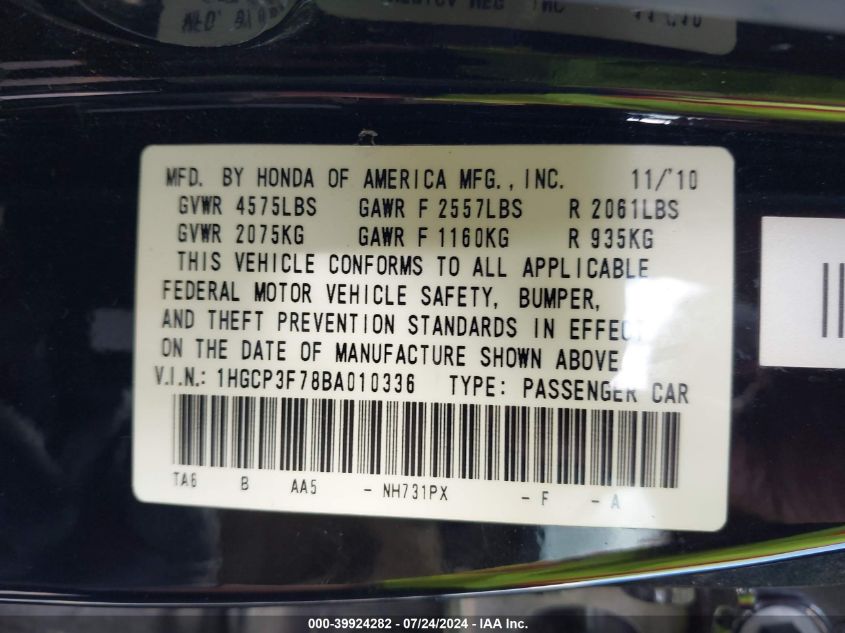 MFD. BY HONDA OF AMERICA MFG., INC. 11/'10
GVWR 4575LBS GAWR F 2557LBS R 2061LBS
GVWR 2075KG GAWR F 1160KG R 935KG
THIS VEHICLE CONFORMS TO ALL APPLICABLE
FEDERAL MOTOR VEHICLE SAFETY, BUMPER,
AND THEFT PREVENTION STANDARDS IN EFFECT
ON THE DATE OF MANUFACTURE SHOWN ABOVE.
V.I.N.: 1HGCP3F78BA010336 TYPE: PASSENGER CAR
TA6 B AA5 - NH731PX - F - A
000-39924282 - 07/24/2024 - IAA Inc.